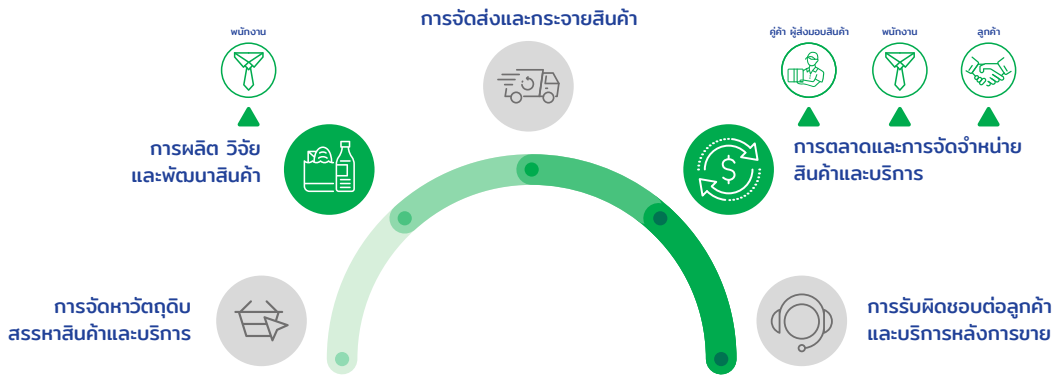 การจัดส่งและกระจายสินค้า
พนักงาน
คู่ค้า ผู้ส่งมอบสินค้า
พนักงาน
ลูกค้า
การผลิต วิจัย
และพัฒนาสินค้า
การตลาดและการจัดจำหน่าย
สินค้าและบริการ
$
การจัดหาวัตถุดิบ
สรรหาสินค้าและบริการ
การรับผิดชอบต่อลูกค้า
และบริการหลังการขาย